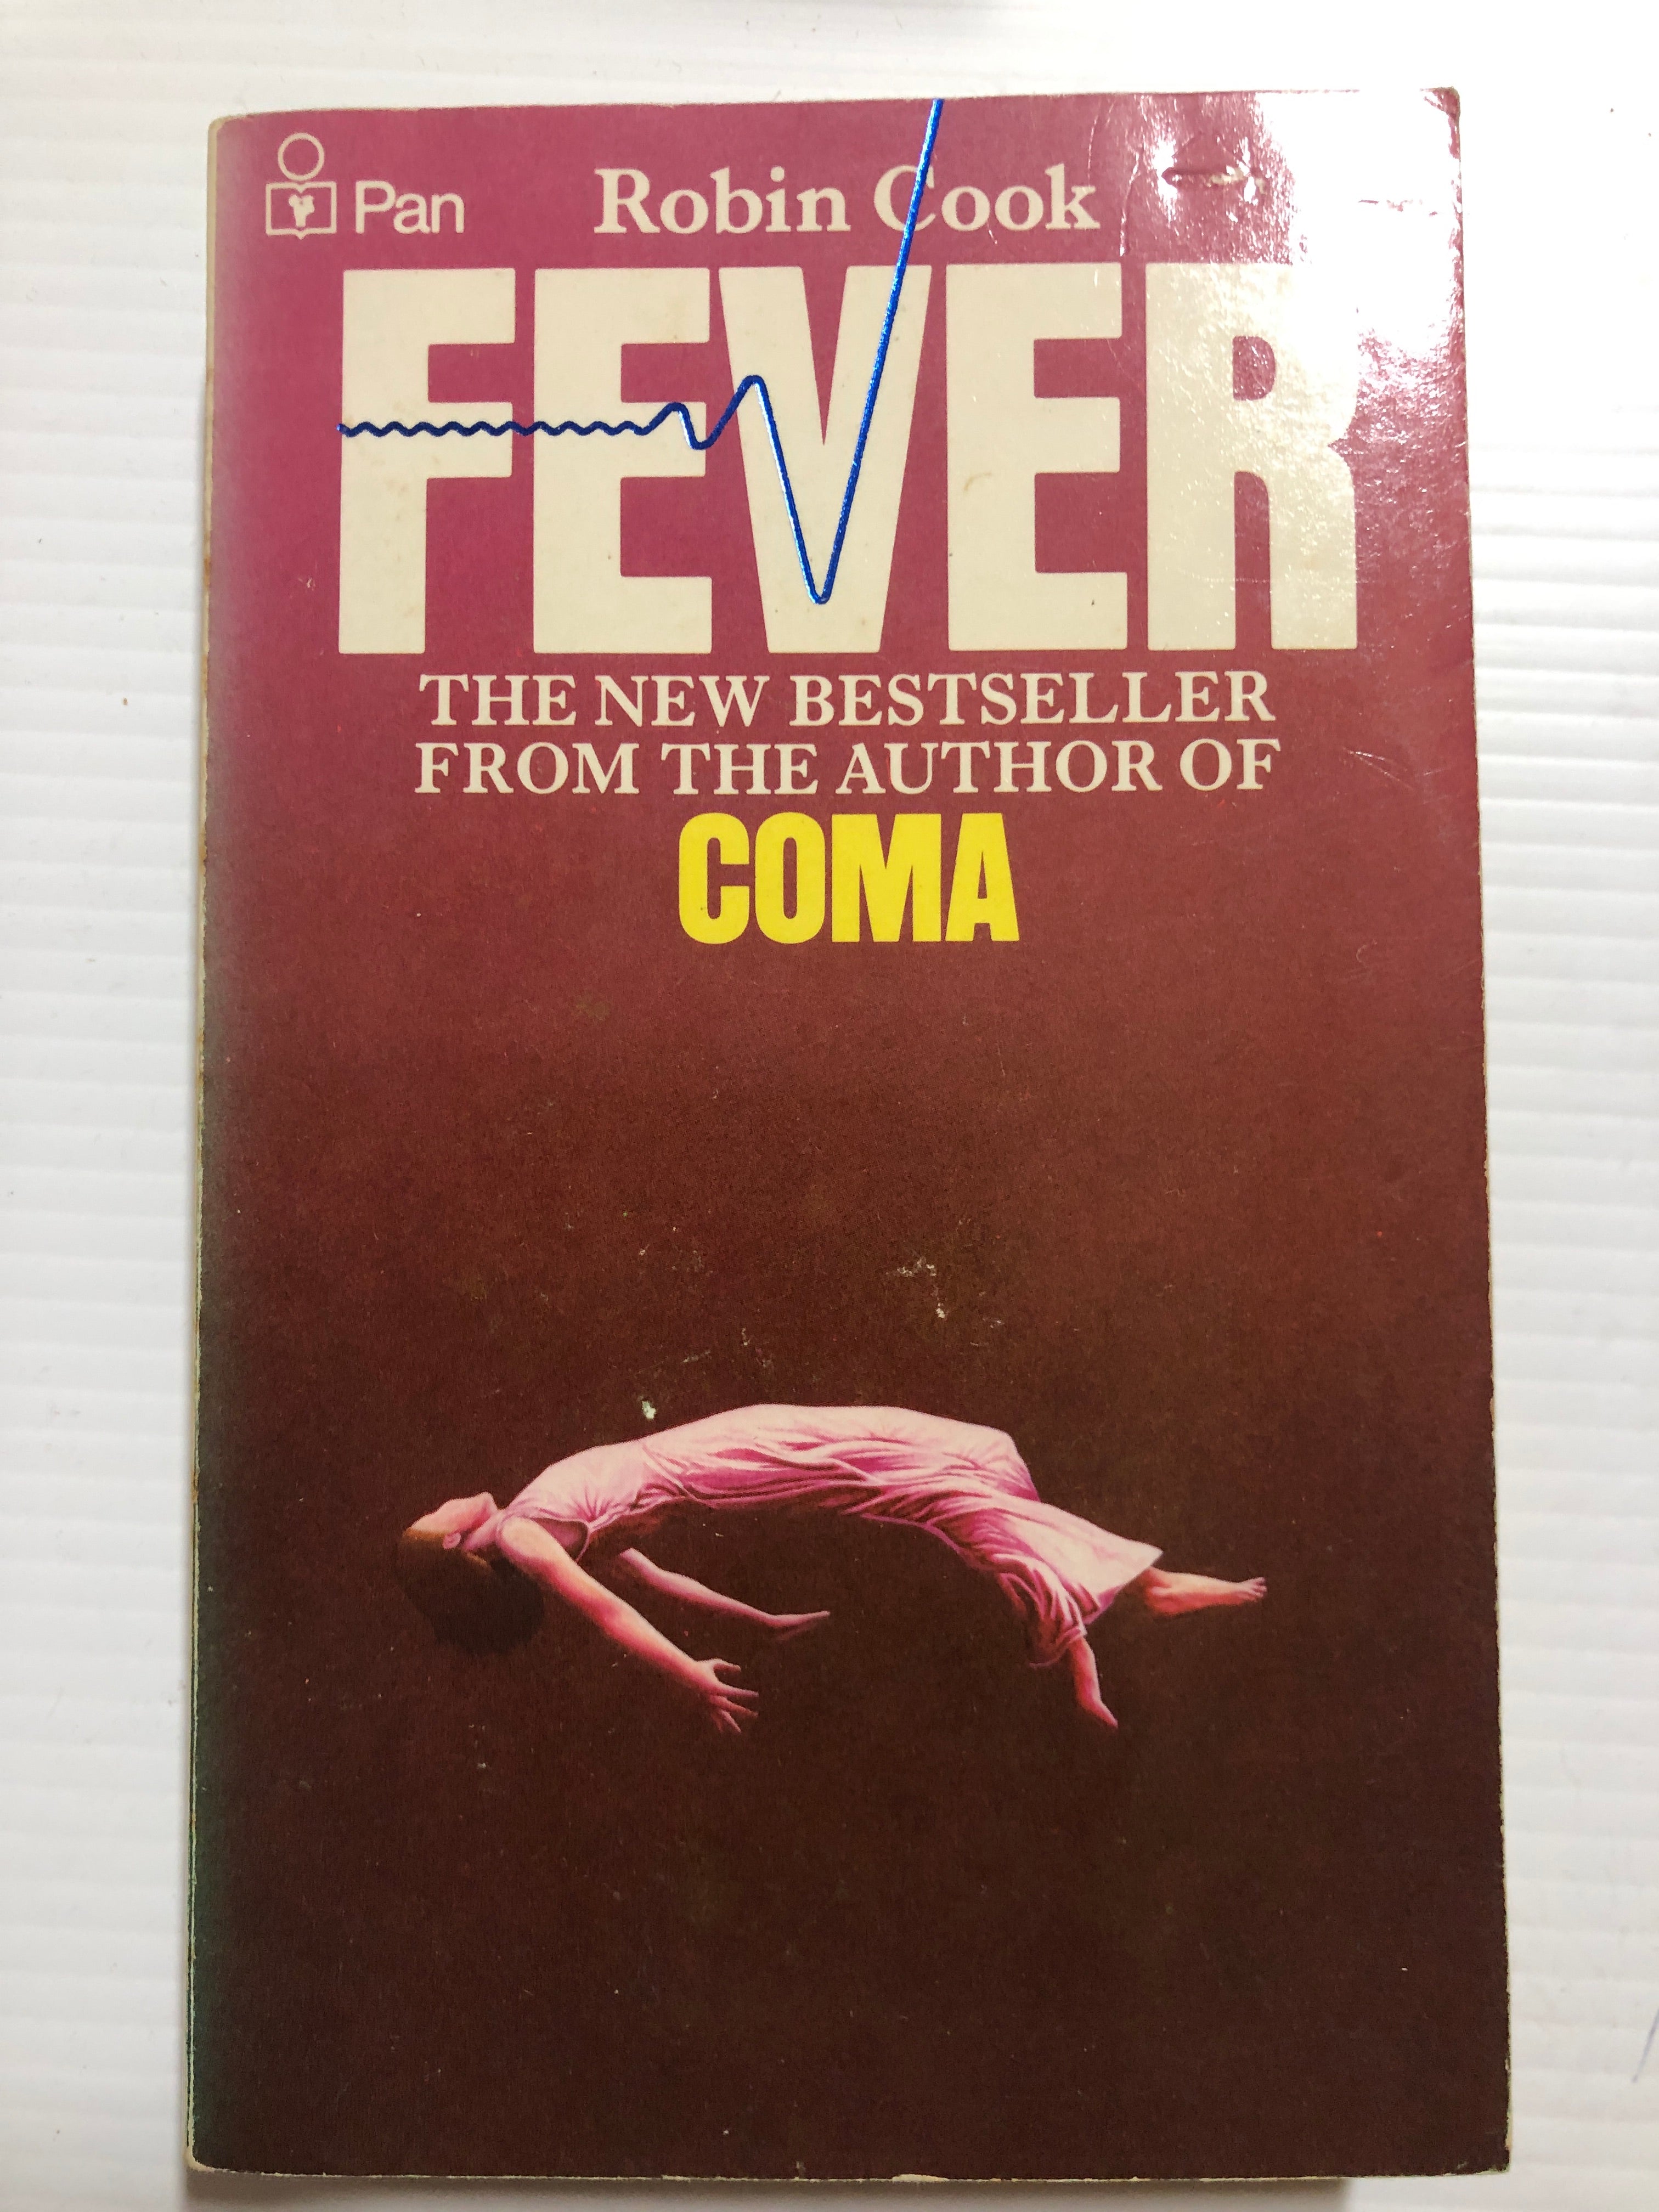 Pan
Robin Cook
FEVER
THE NEW BESTSELLER
FROM THE AUTHOR OF
COMA